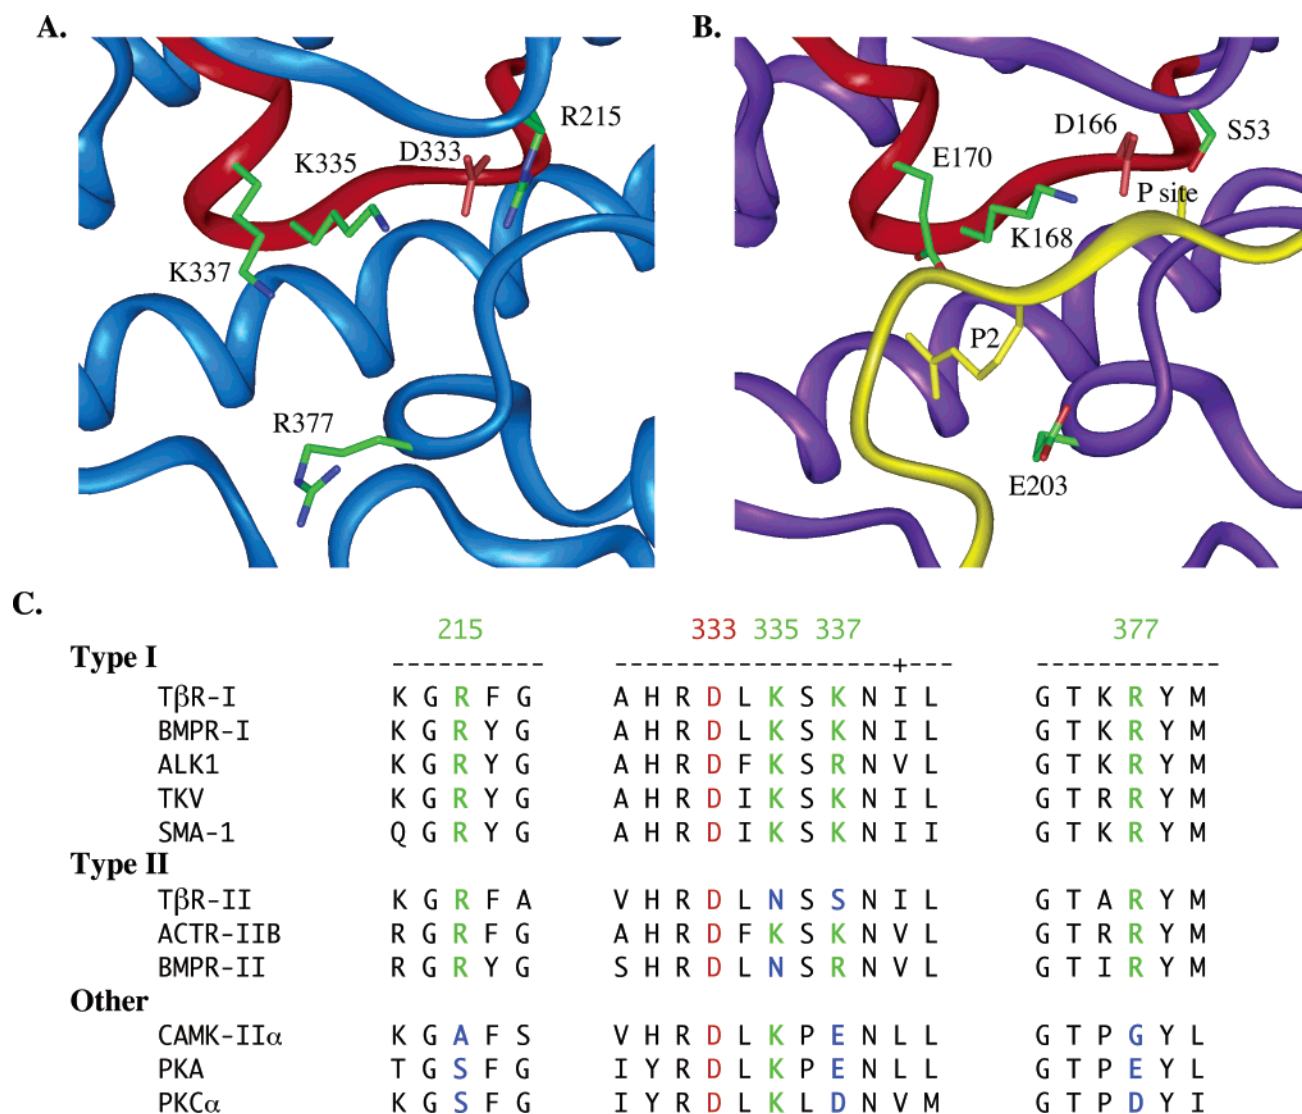 A.
B.
R215
K335
D333
K337
R377
D166
S53
E170
P site
K168
P2
E203
C.
215 333 335 337 377
Type I ---------- --------------+--- ------------
TβR-I K G R F G A H R D L K S K N I L G T K R Y M
BMPR-I K G R Y G A H R D L K S K N I L G T K R Y M
ALK1 K G R Y G A H R D F K S R N V L G T K R Y M
TKV K G R Y G A H R D I K S K N I L G T R R Y M
SMA-1 Q G R Y G A H R D I K S K N I I G T K R Y M
Type II
TβR-II K G R F A V H R D L N S S N I L G T A R Y M
ACTR-IIB R G R F G A H R D F K S K N V L G T R R Y M
BMPR-II R G R Y G S H R D L N S R N V L G T I R Y M
Other
CAMK-IIα K G A F S V H R D L K P E N L L G T P G Y L
PKA T G S F G I Y R D L K P E N L L G T P E Y L
PKCα K G S F G I Y R D L K L D N V M G T P D Y I